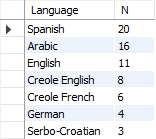 Language N
Spanish 20
Arabic 16
English 11
Creole English 8
Creole French 6
German 4
Serbo-Croatian 3